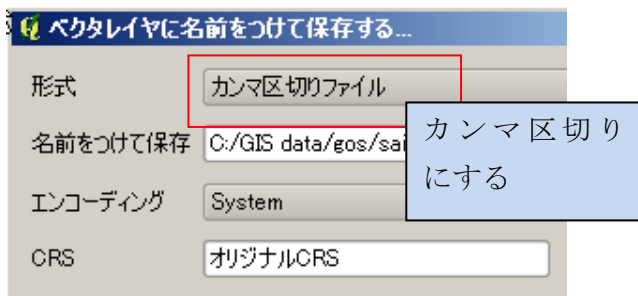 ベクタレイヤに名前をつけて保存する...
形式
カンマ区切りファイル
名前をつけて保存
C:/GIS data/gos/sai
カンマ区切り
にする
エンコーディング
System
CRS
オリジナルCRS